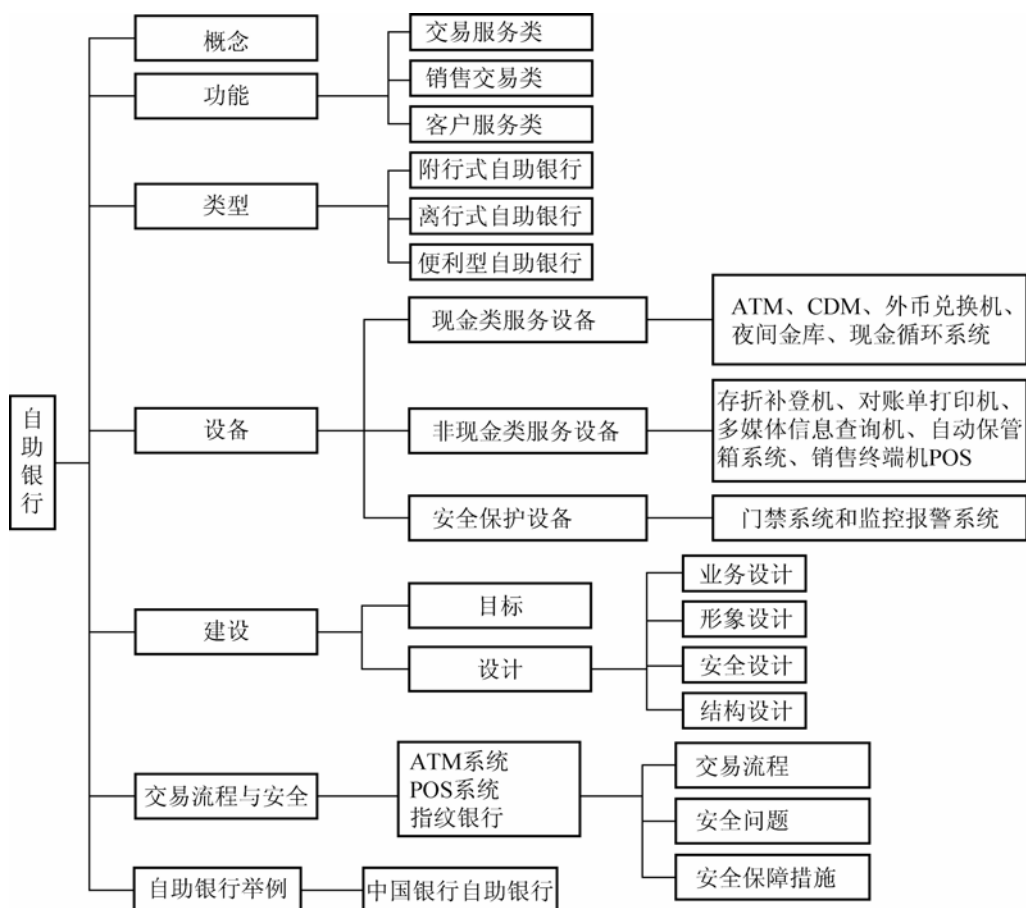 自助银行
概念
功能
交易服务类
销售交易类
客户服务类
类型
附行式自助银行
离行式自助银行
便利型自助银行
设备
现金类服务设备
ATM、CDM、外币兑换机、
夜间金库、现金循环系统
非现金类服务设备
存折补登机、对账单打印机、
多媒体信息查询机、自动保管
箱系统、销售终端机POS
安全保护设备
门禁系统和监控报警系统
建设
目标
设计
业务设计
形象设计
安全设计
结构设计
交易流程与安全
ATM系统
POS系统
指纹银行
交易流程
安全问题
安全保障措施
自助银行举例
中国银行自助银行